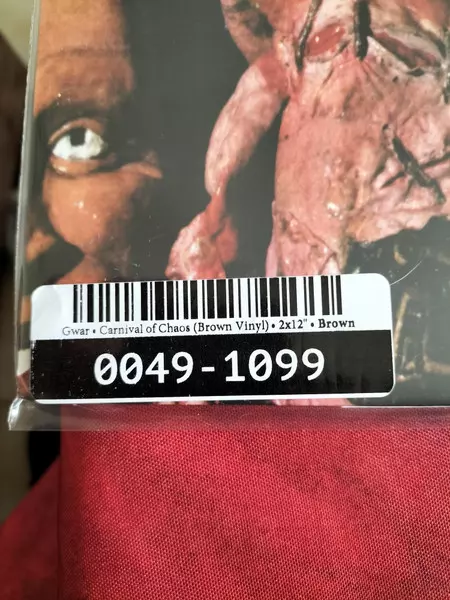 Gwar • Carnival of Chaos (Brown Vinyl) • 2x12" • Brown
0049-1099